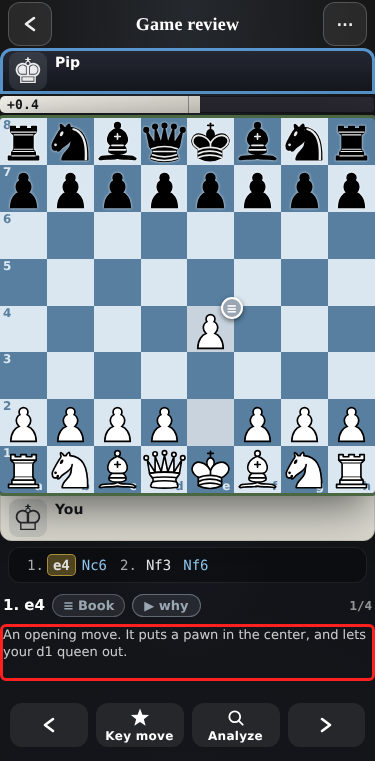 Game review
...
Pip
+0.4
8
7
6
5
4
3
2
1
d e f
You
1. e4 Nc6 2. Nf3 Nf6
1. e4 Book why 1/4
An opening move. It puts a pawn in the center, and lets
your d1 queen out.
Key move Analyze